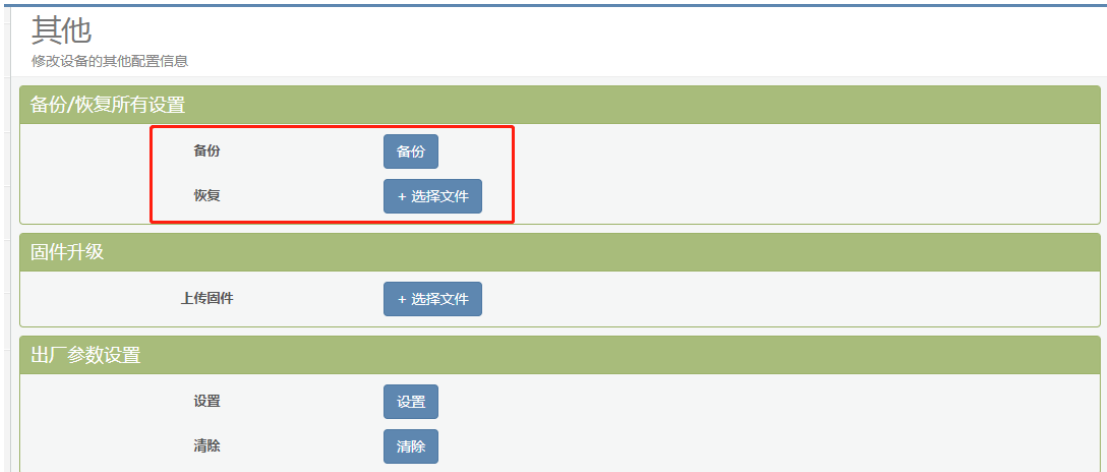 其他
修改设备的其他配置信息
备份/恢复所有设置
备份 备份
恢复 + 选择文件
固件升级
上传固件 + 选择文件
出厂参数设置
设置 设置
清除 清除